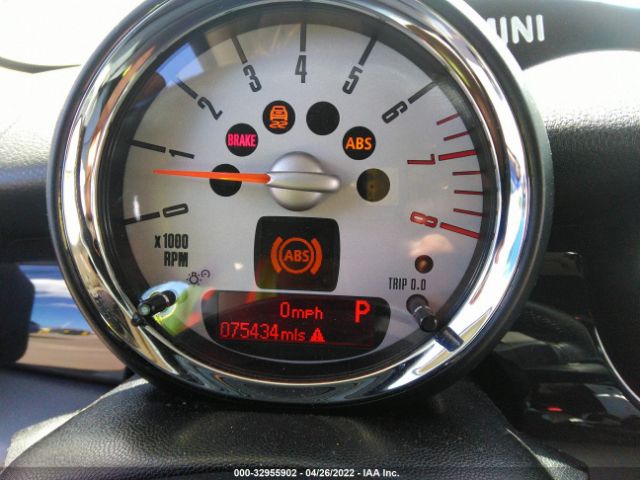 MINI
0 1 2 3 4 5 6 7 8
BRAKE
ABS
x1000
RPM
ABS
TRIP 0.0
0mph P
075434mls
000-32955902 - 04/26/2022 - IAA Inc.